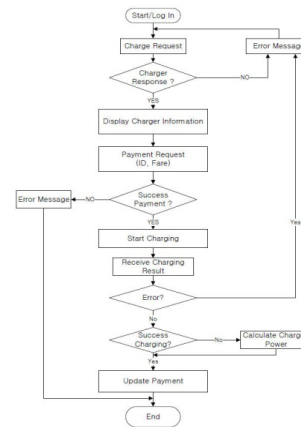 Start/Log In
Charge Request
Error Message
Charger
Response ?
NO
YES
Display Charger Information
Payment Request
(ID, Fare)
Success
Payment ?
NO
Error Message
YES
Yes
Start Charging
Receive Charging
Result
Error?
No
Success
Charging?
No
Calculate Charge
Power
Yes
Update Payment
End